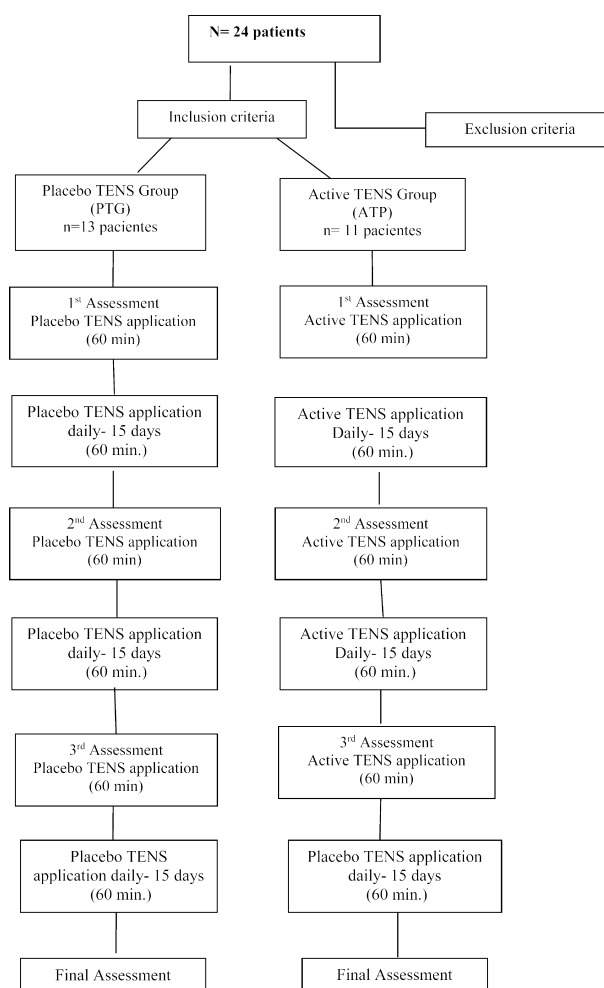 N= 24 patients
Inclusion criteria
Exclusion criteria
Placebo TENS Group
(PTG)
n=13 pacientes
Active TENS Group
(ATP)
n= 11 pacientes
1st Assessment
Placebo TENS application
(60 min)
1st Assessment
Active TENS application
(60 min)
Placebo TENS application
daily- 15 days
(60 min.)
Active TENS application
Daily- 15 days
(60 min.)
2nd Assessment
Placebo TENS application
(60 min)
2nd Assessment
Active TENS application
(60 min)
Placebo TENS application
daily- 15 days
(60 min.)
Active TENS application
Daily- 15 days
(60 min.)
3rd Assessment
Placebo TENS application
(60 min)
3rd Assessment
Active TENS application
(60 min)
Placebo TENS
application daily- 15 days
(60 min.)
Placebo TENS application
daily- 15 days
(60 min.)
Final Assessment
Final Assessment